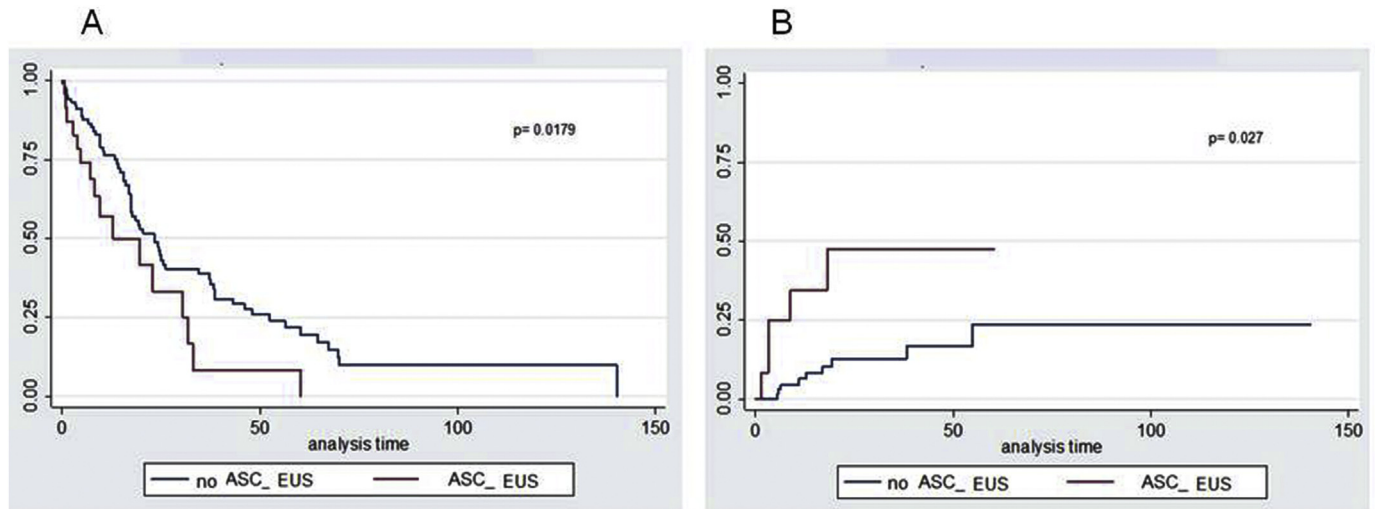 A
B
1.00
0.75
0.50
0.25
0.00
p= 0.0179
0
50
100
150
analysis time
no ASC_ EUS
ASC_ EUS
1.00
0.75
0.50
0.25
0.00
p= 0.027
0
50
100
150
analysis time
no ASC_ EUS
ASC_ EUS